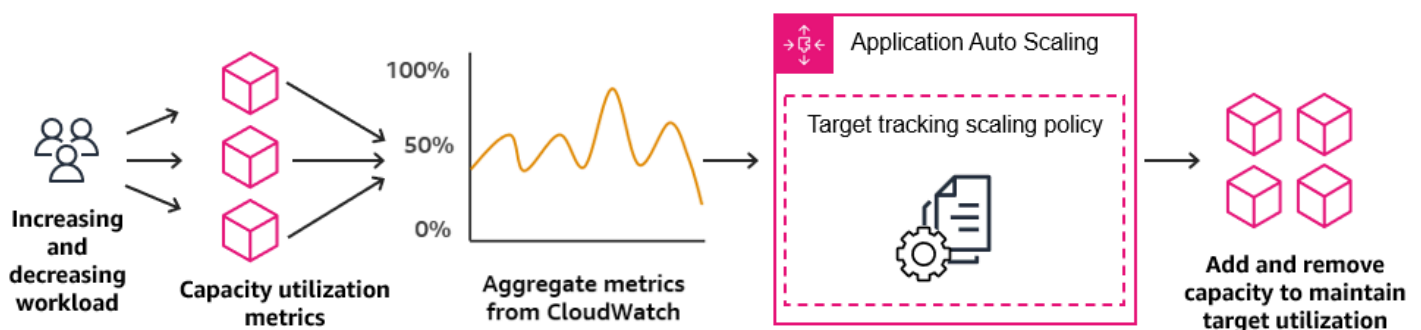 Increasing
and
decreasing
workload
Capacity utilization
metrics
100%
50%
0%
Aggregate metrics
from CloudWatch
Application Auto Scaling
Target tracking scaling policy
Add and remove
capacity to maintain
target utilization